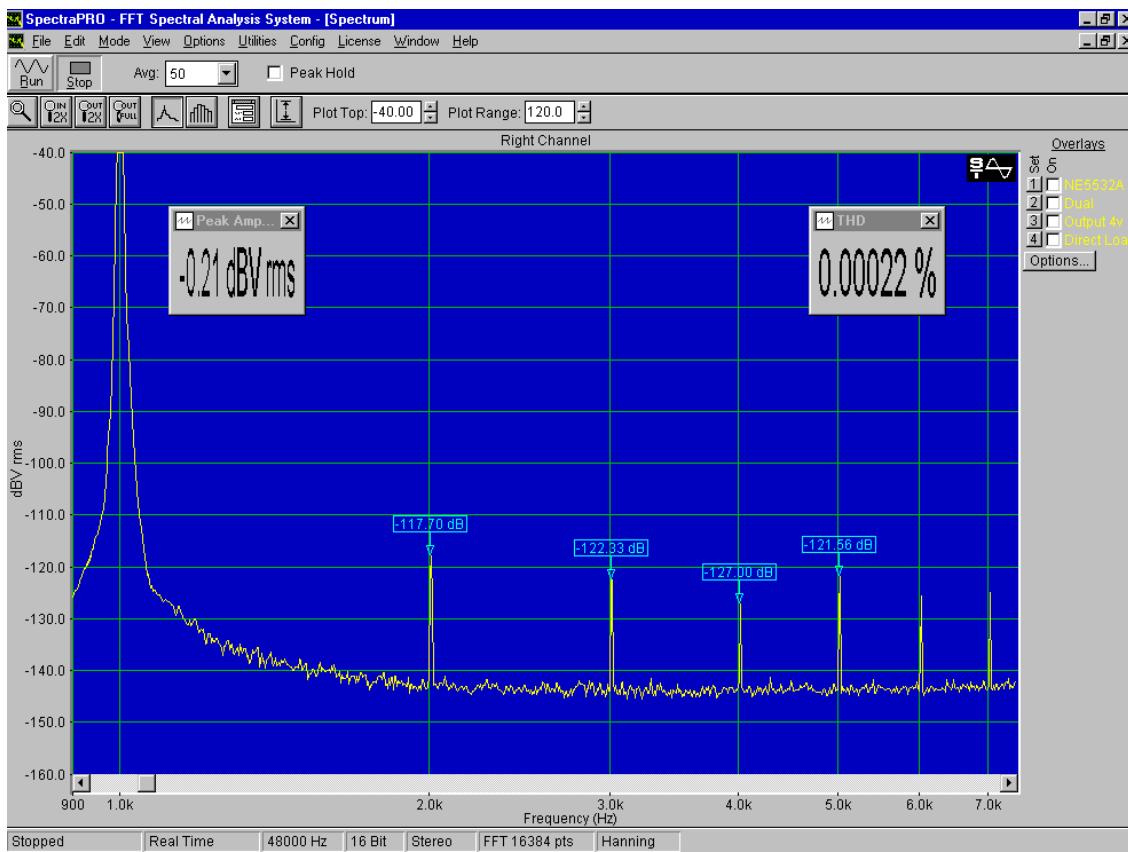 SpectraPRO - FFT Spectral Analysis System - [Spectrum]
File Edit Mode View Options Utilities Config License Window Help
Run Stop Avg: 50 Peak Hold
IN 2X OUT 2X OUT FULL Plot Top: -40.00 Plot Range: 120.0
Right Channel
Overlays
Set On
1 NE5532A
2 Dual
3 Output 4v
4 Direct Loa
Options...
Peak Amp...
-0.21 dBV rms
THD
0.00022 %
dBV rms
-40.0
-50.0
-60.0
-70.0
-80.0
-90.0
-100.0
-110.0
-120.0
-130.0
-140.0
-150.0
-160.0
-117.70 dB
-122.33 dB
-127.00 dB
-121.56 dB
900 1.0k 2.0k 3.0k 4.0k 5.0k 6.0k 7.0k
Frequency (Hz)
Stopped Real Time 48000 Hz 16 Bit Stereo FFT 16384 pts Hanning